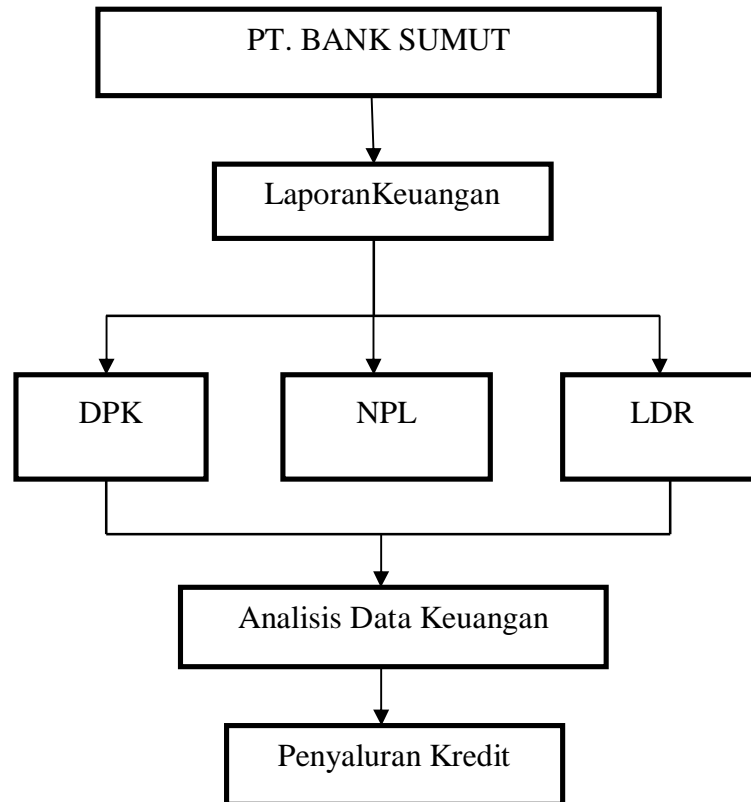 PT. BANK SUMUT
LaporanKeuangan
DPK
NPL
LDR
Analisis Data Keuangan
Penyaluran Kredit